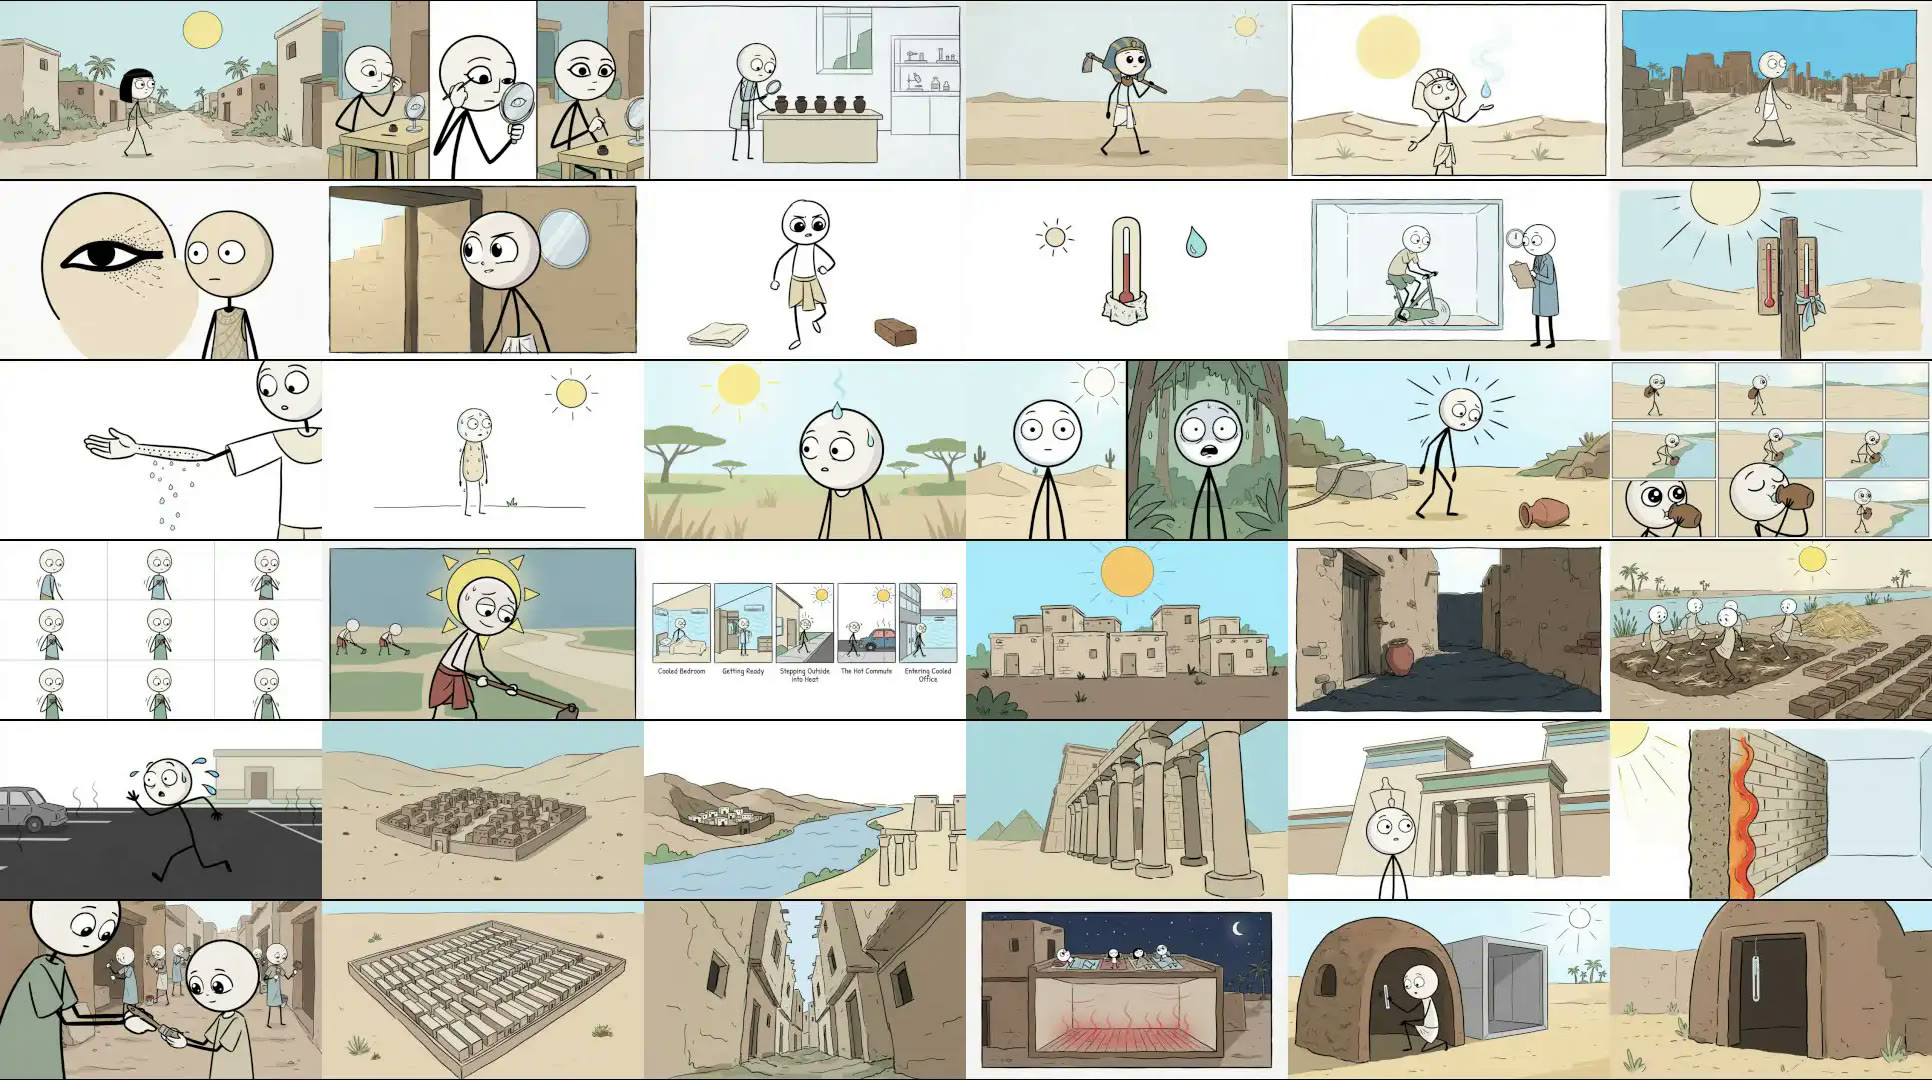 Cooled Bedroom
Getting Ready
Stepping Outside
into Heat
The Hot Commute
Entering Cooled
Office